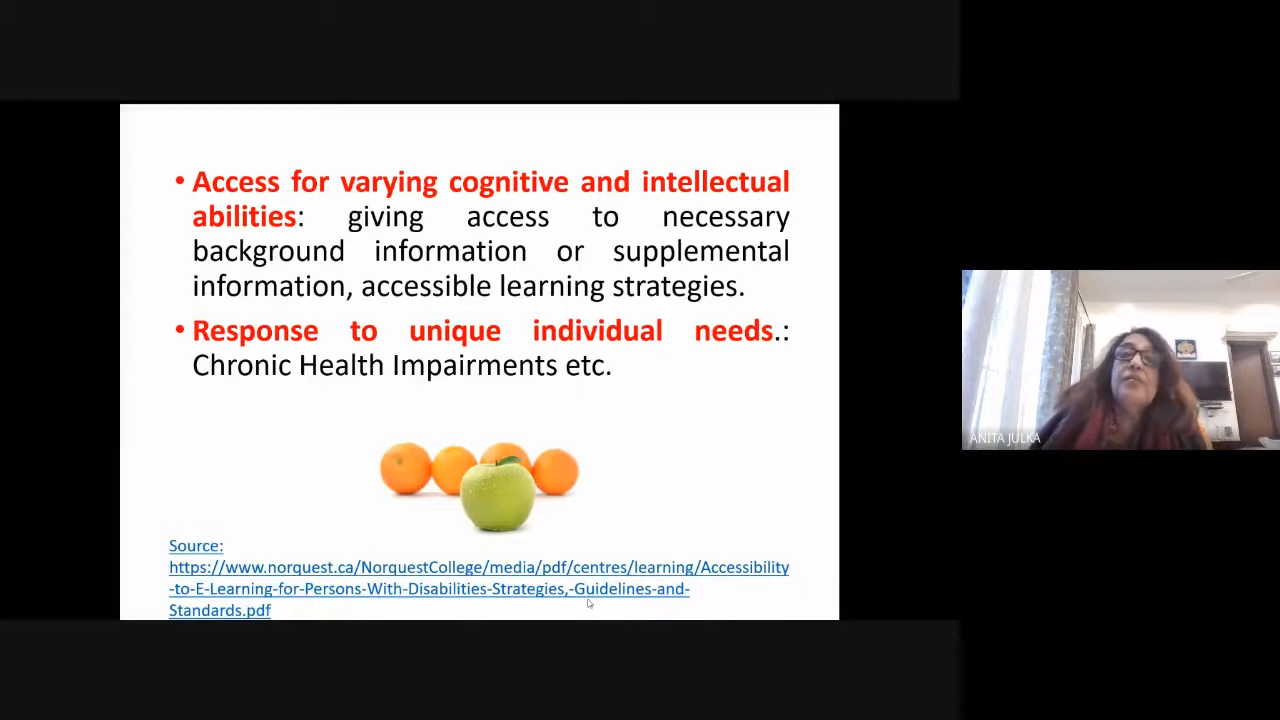 • Access for varying cognitive and intellectual
abilities: giving access to necessary
background information or supplemental
information, accessible learning strategies.
• Response to unique individual needs.:
Chronic Health Impairments etc.
Source:
https://www.norquest.ca/NorquestCollege/media/pdf/centres/learning/Accessibility
-to-E-Learning-for-Persons-With-Disabilities-Strategies,-Guidelines-and-
Standards.pdf
ANITA JULKA